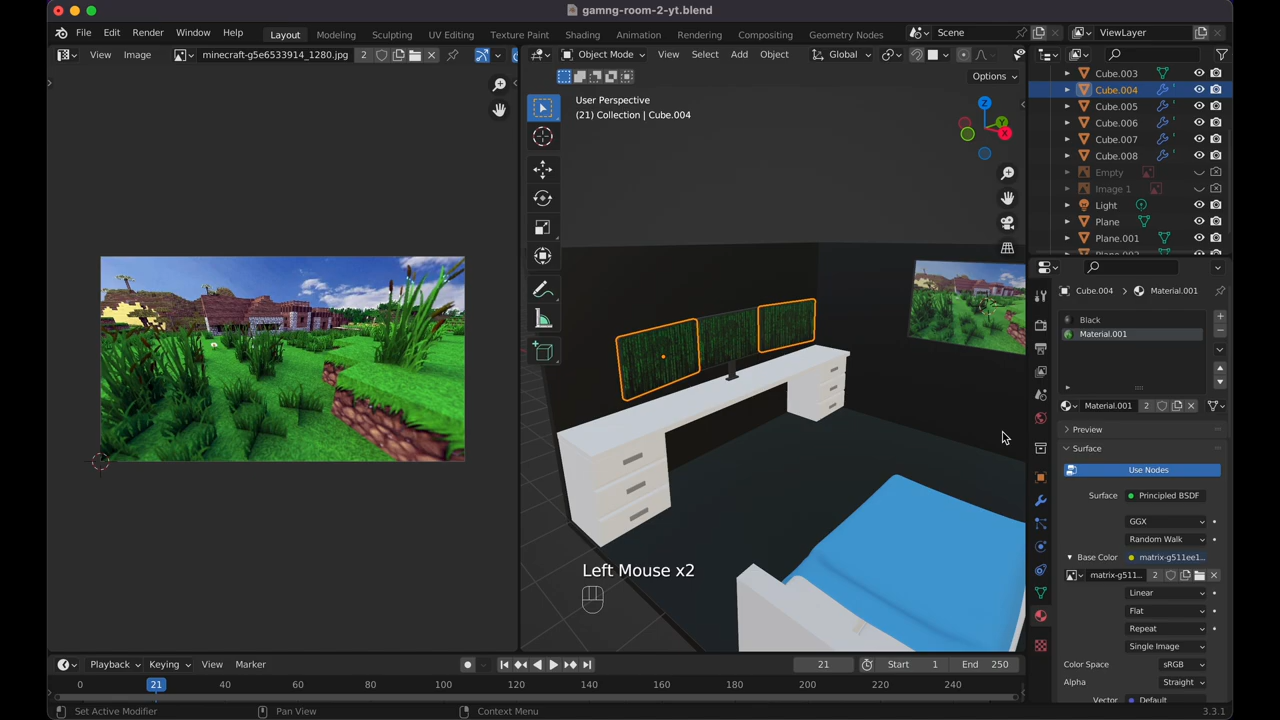 gamng-room-2-yt.blend
File Edit Render Window Help Layout Modeling Sculpting UV Editing Texture Paint Shading Animation Rendering Compositing Geometry Nodes Scene ViewLayer
View Image minecraft-g5e6533914_1280.jpg 2 Object Mode View Select Add Object Global
Options
User Perspective
(21) Collection | Cube.004
Z
Y
X
Cube.003
Cube.004
Cube.005
Cube.006
Cube.007
Cube.008
Empty
Image 1
Light
Plane
Plane.001
Cube.004 > Material.001
Black
Material.001
Material.001 2
Preview
Surface
Use Nodes
Surface Principled BSDF
GGX
Random Walk
Base Color matrix-g511ee1...
matrix-g511... 2
Linear
Flat
Repeat
Single Image
Color Space sRGB
Alpha Straight
Vector Default
Left Mouse x2
Playback Keying View Marker 21 Start 1 End 250
0 21 40 60 80 100 120 140 160 180 200 220 240
Set Active Modifier Pan View Context Menu 3.3.1